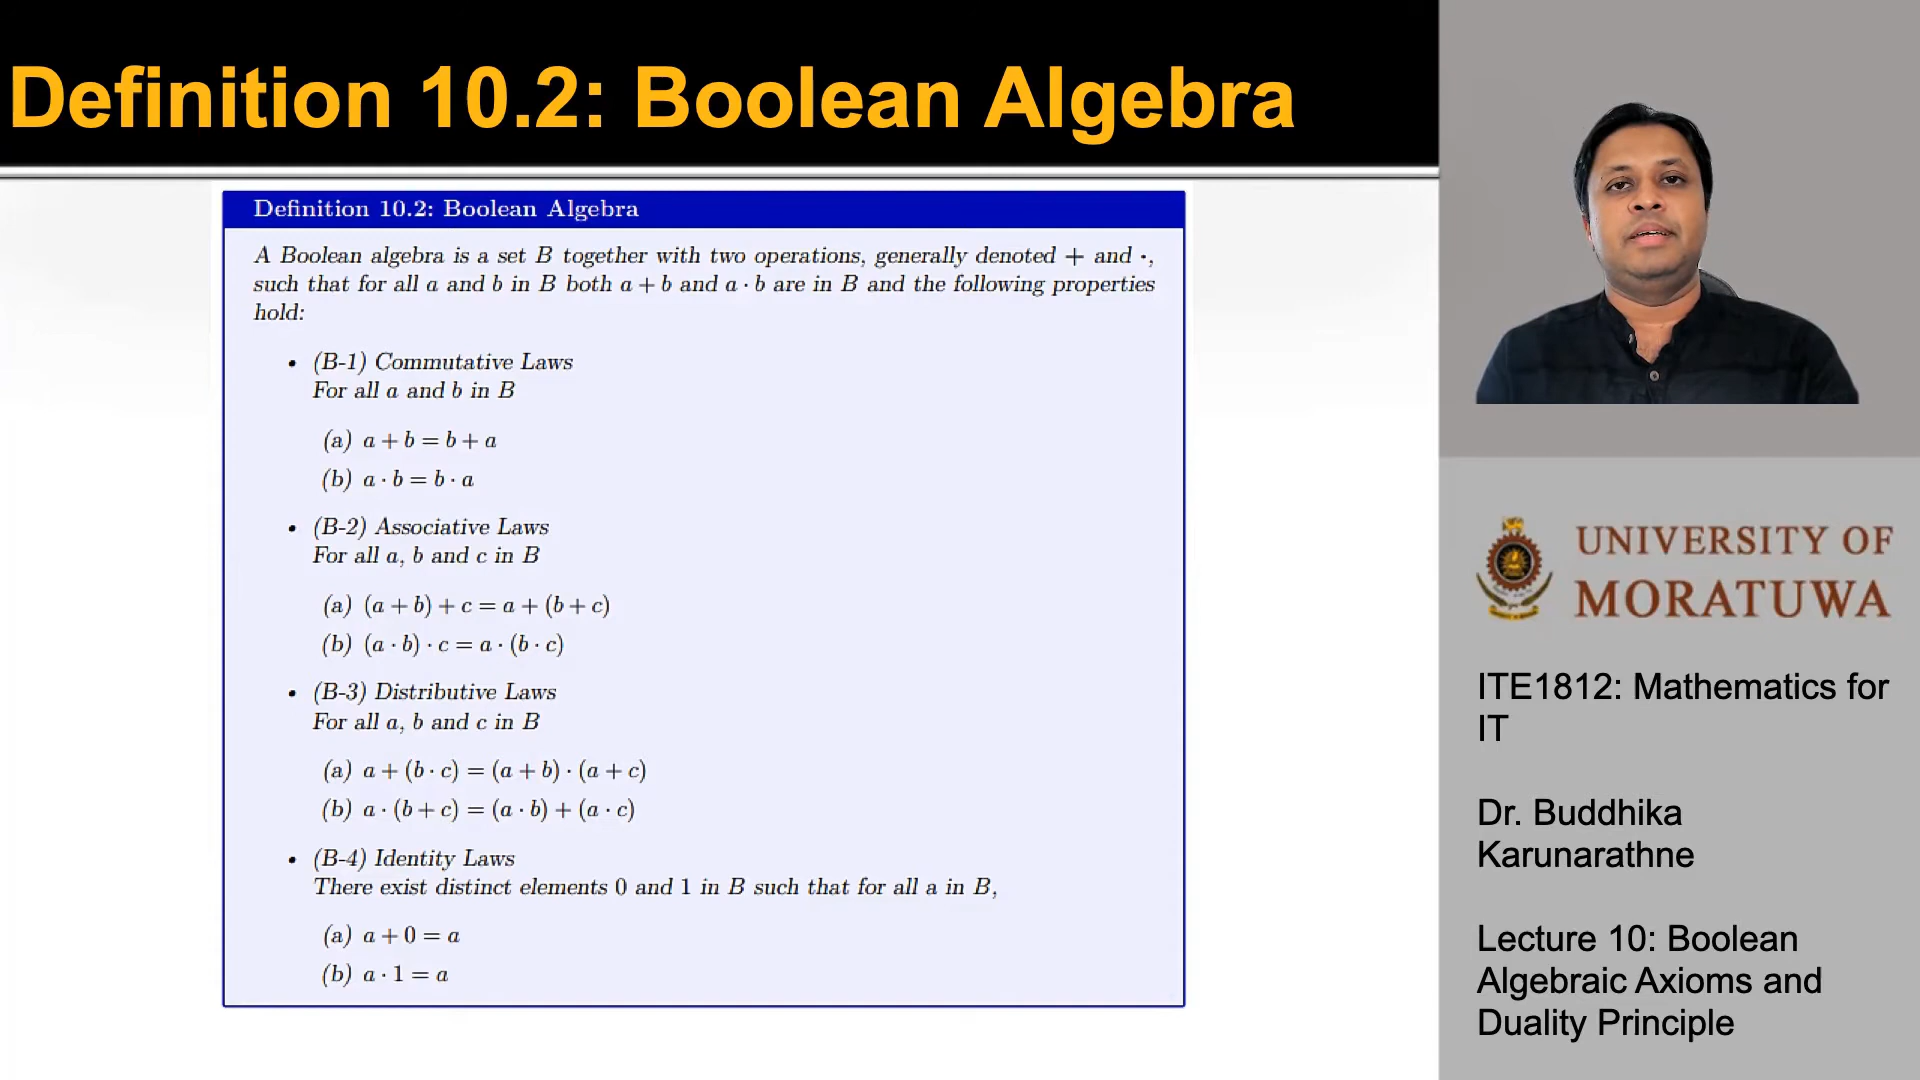 Definition 10.2: Boolean Algebra
Definition 10.2: Boolean Algebra
A Boolean algebra is a set B together with two operations, generally denoted + and ·,
such that for all a and b in B both a + b and a · b are in B and the following properties
hold:
• (B-1) Commutative Laws
For all a and b in B
(a) a + b = b + a
(b) a · b = b · a
• (B-2) Associative Laws
For all a, b and c in B
(a) (a + b) + c = a + (b + c)
(b) (a · b) · c = a · (b · c)
• (B-3) Distributive Laws
For all a, b and c in B
(a) a + (b · c) = (a + b) · (a + c)
(b) a · (b + c) = (a · b) + (a · c)
• (B-4) Identity Laws
There exist distinct elements 0 and 1 in B such that for all a in B,
(a) a + 0 = a
(b) a · 1 = a
UNIVERSITY OF
MORATUWA
ITE1812: Mathematics for
IT
Dr. Buddhika
Karunarathne
Lecture 10: Boolean
Algebraic Axioms and
Duality Principle